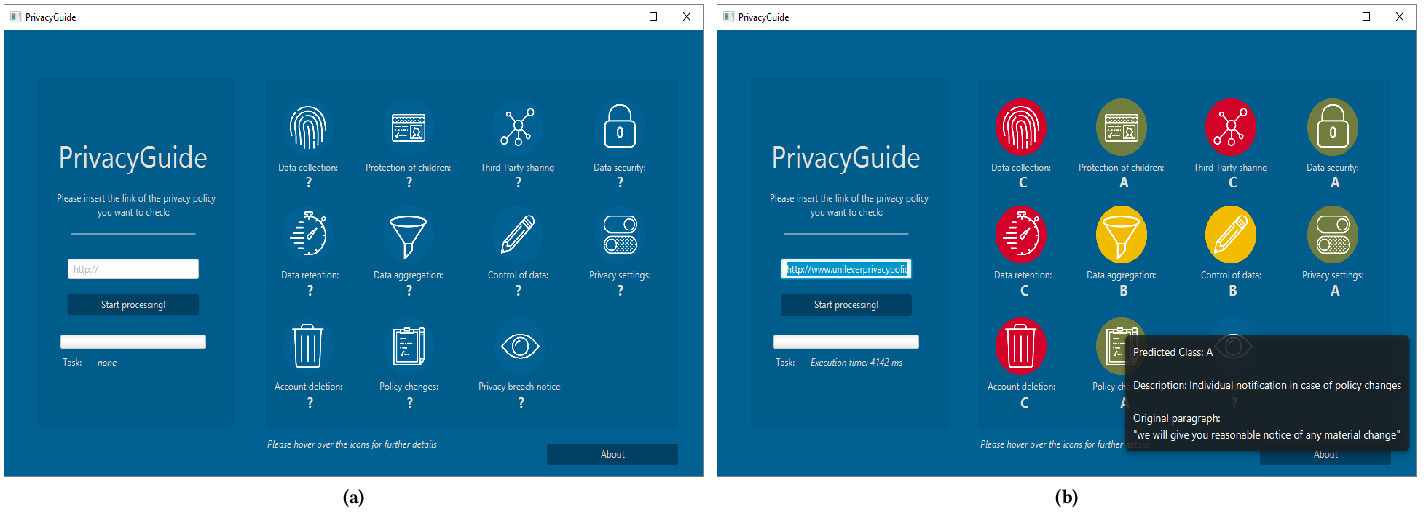 PrivacyGuide
PrivacyGuide
Please insert the link of the privacy policy
you want to check:
http://
Start processing!
Task: none
Data collection:
?
Protection of children:
?
Third-Party sharing
?
Data security:
?
Data retention:
?
Data aggregation:
?
Control of data:
?
Privacy settings:
?
Account deletion:
?
Policy changes:
?
Privacy breach notice:
?
Please hover over the icons for further details
About
(a)
PrivacyGuide
PrivacyGuide
Please insert the link of the privacy policy
you want to check:
http://www.unileverprivacypolic
Start processing!
Task: Execution time: 4142 ms
Data collection:
C
Protection of children:
A
Third-Party sharing
C
Data security:
A
Data retention:
C
Data aggregation:
B
Control of data:
B
Privacy settings:
A
Account deletion:
C
Policy ch
A
?
Predicted Class: A
Description: Individual notification in case of policy changes
Original paragraph:
"we will give you reasonable notice of any material change"
Please hover over the icons for further details
About
(b)